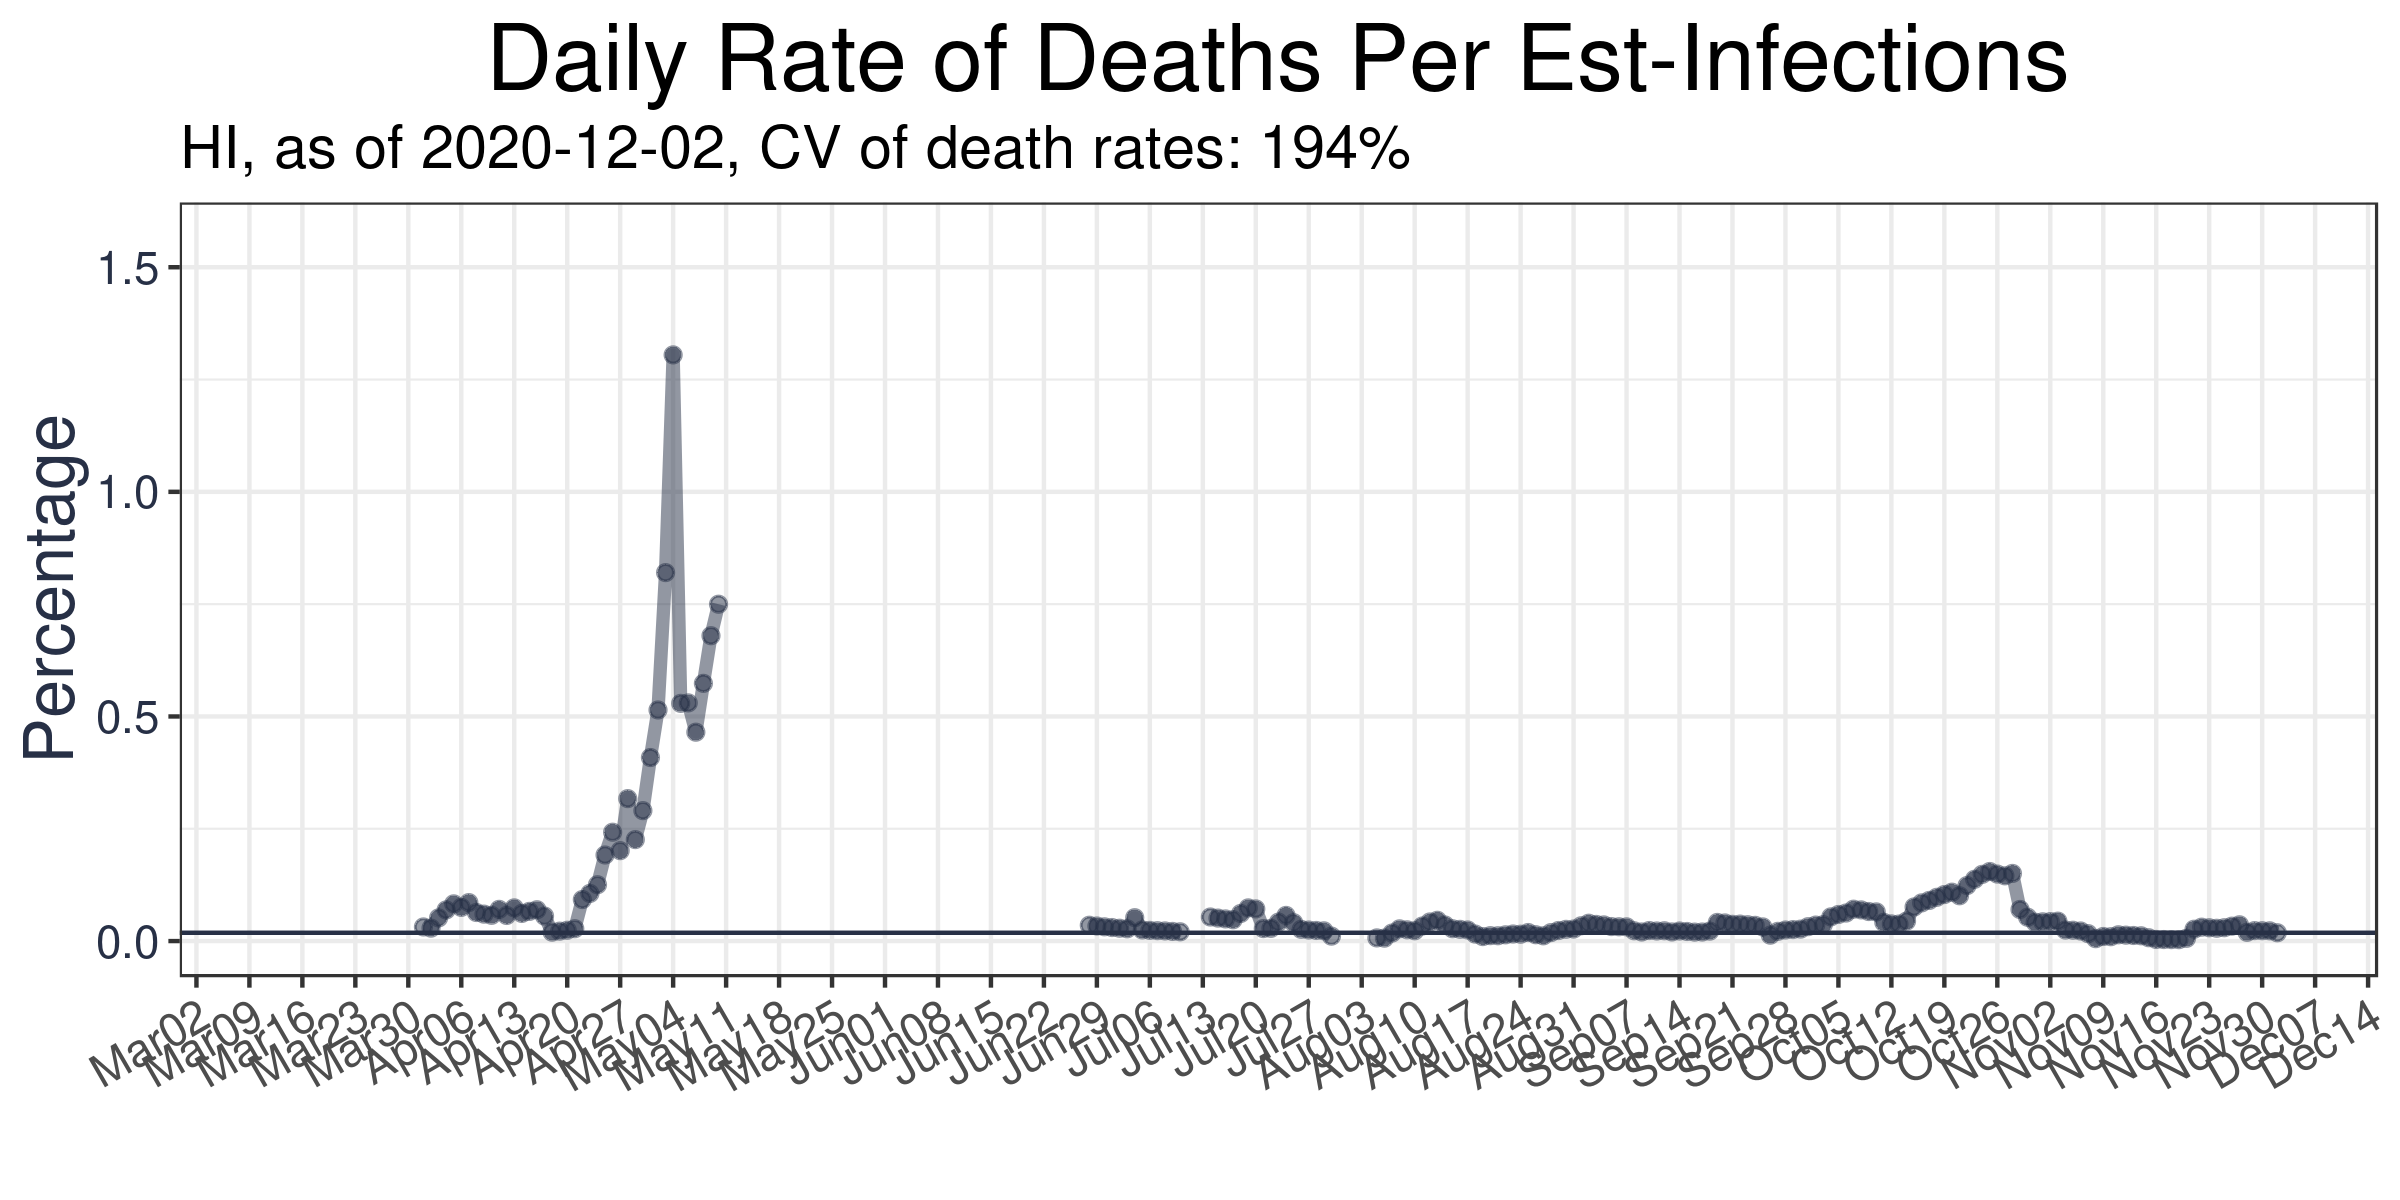 Daily Rate of Deaths Per Est-Infections
HI, as of 2020-12-02, CV of death rates: 194%
Percentage
1.5
1.0
0.5
0.0
Mar02
Mar09
Mar16
Mar23
Mar30
Apr06
Apr13
Apr20
Apr27
May04
May11
May18
May25
Jun01
Jun08
Jun15
Jun22
Jun29
Jul06
Jul13
Jul20
Jul27
Aug03
Aug10
Aug17
Aug24
Aug31
Sep07
Sep14
Sep21
Sep28
Oct05
Oct12
Oct19
Oct26
Nov02
Nov09
Nov16
Nov23
Nov30
Dec07
Dec14